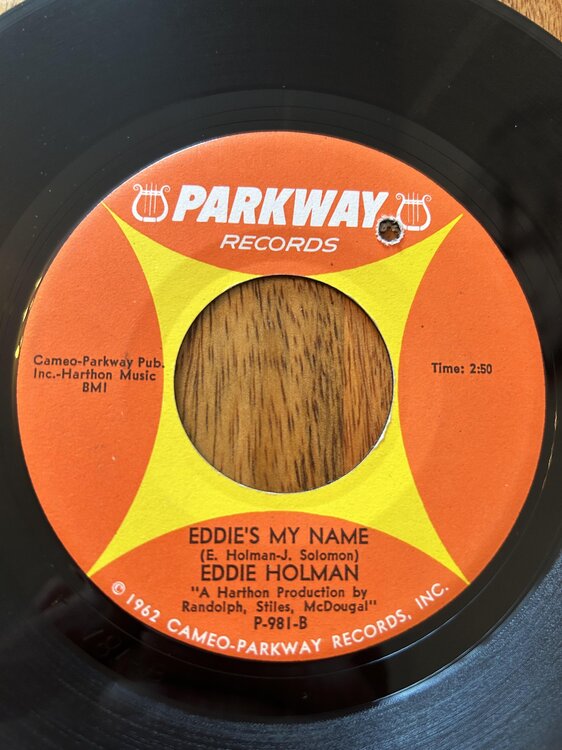 PARKWAY
RECORDS
Cameo-Parkway Pub.
Inc.-Harthon Music
BMI
Time: 2:50
EDDIE'S MY NAME
(E. Holman-J. Solomon)
EDDIE HOLMAN
"A Harthon Production by
Randolph, Stiles, McDougal"
P-981-B
© 1962 CAMEO-PARKWAY RECORDS, INC.